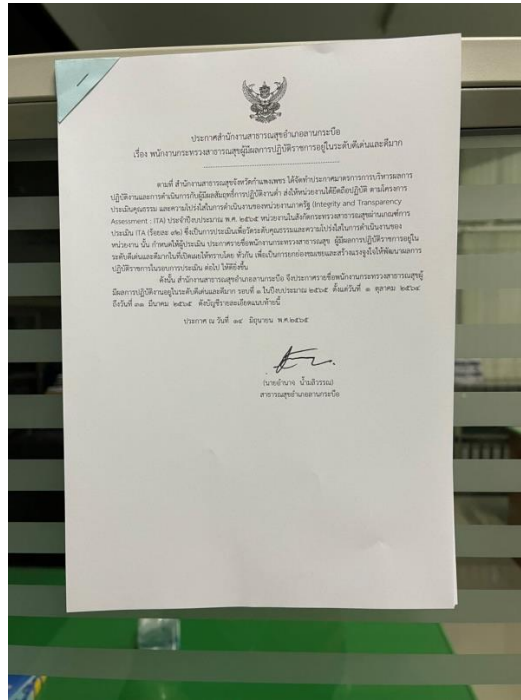 ประกาศสำนักงานสาธารณสุขอำเภอลานกระบือ
เรื่อง พนักงานกระทรวงสาธารณสุขผู้มีผลการปฏิบัติราชการอยู่ในระดับดีเด่นและดีมาก
ตามที่ สำนักงานสาธารณสุขจังหวัดกำแพงเพชร ได้จัดทำประกาศมาตรการการบริหารผลการ
ปฏิบัติงานและการดำเนินการกับผู้มีผลสัมฤทธิ์การปฏิบัติงานต่ำ ส่งให้หน่วยงานได้ยึดถือปฏิบัติ ตามโครงการ
ประเมินคุณธรรม และความโปร่งใสในการดำเนินงานของหน่วยงานภาครัฐ (Integrity and Transparency
Assessment : ITA) ประจำปีงบประมาณ พ.ศ. ๒๕๖๕ หน่วยงานในสังกัดกระทรวงสาธารณสุขผ่านเกณฑ์การ
ประเมิน ITA (ร้อยละ ๙๒) ซึ่งเป็นการประเมินเพื่อวัดระดับคุณธรรมและความโปร่งใสในการดำเนินงานของ
หน่วยงาน นั้น กำหนดให้ผู้ประเมิน ประกาศรายชื่อพนักงานกระทรวงสาธารณสุข ผู้มีผลการปฏิบัติราชการอยู่ใน
ระดับดีเด่นและดีมากในที่เปิดเผยให้ทราบโดย ทั่วกัน เพื่อเป็นการยกย่องชมเชยและสร้างแรงจูงใจให้พัฒนาผลการ
ปฏิบัติราชการในรอบการประเมิน ต่อไป ให้ดียิ่งขึ้น
ดังนั้น สำนักงานสาธารณสุขอำเภอลานกระบือ จึงประกาศรายชื่อพนักงานกระทรวงสาธารณสุขผู้
มีผลการปฏิบัติงานอยู่ในระดับดีเด่นและดีมาก รอบที่ ๑ ในปีงบประมาณ ๒๕๖๕ ตั้งแต่วันที่ ๑ ตุลาคม ๒๕๖๔
ถึงวันที่ ๓๑ มีนาคม ๒๕๖๕ ดังบัญชีรายละเอียดแนบท้ายนี้
ประกาศ ณ วันที่ ๑๔ มิถุนายน พ.ศ.๒๕๖๕
(นายอำนาจ น้ำมสิวรรณ)
สาธารณสุขอำเภอลานกระบือ